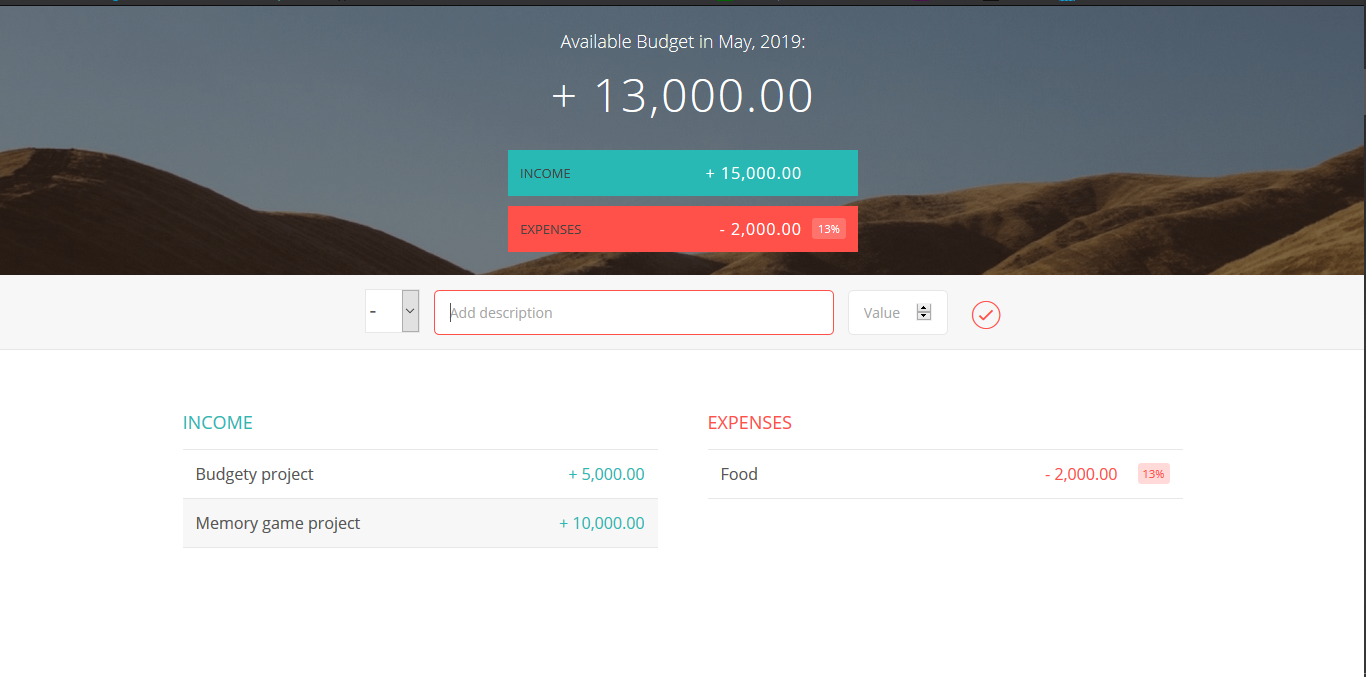 Available Budget in May, 2019:
+ 13,000.00
INCOME + 15,000.00
EXPENSES - 2,000.00 13%
- Add description Value
INCOME
Budgety project + 5,000.00
Memory game project + 10,000.00
EXPENSES
Food - 2,000.00 13%